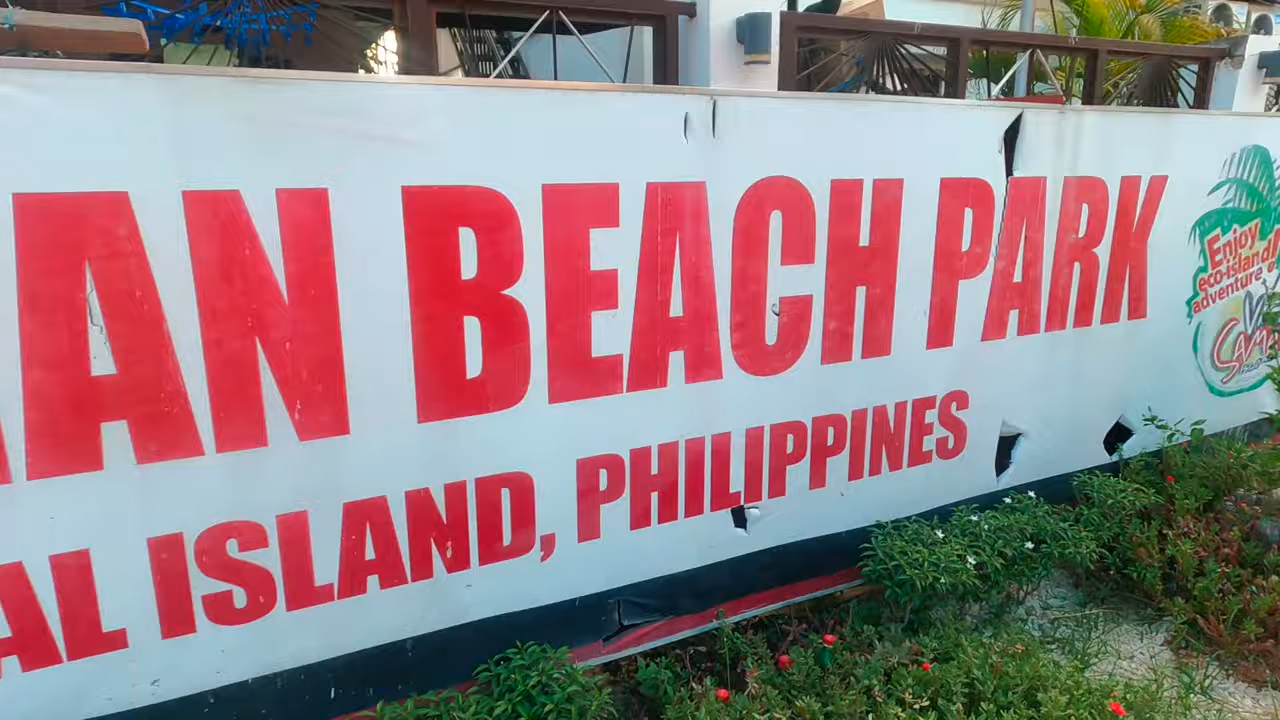 AN BEACH PARK
AL ISLAND, PHILIPPINES
Enjoy
eco-island
adventure